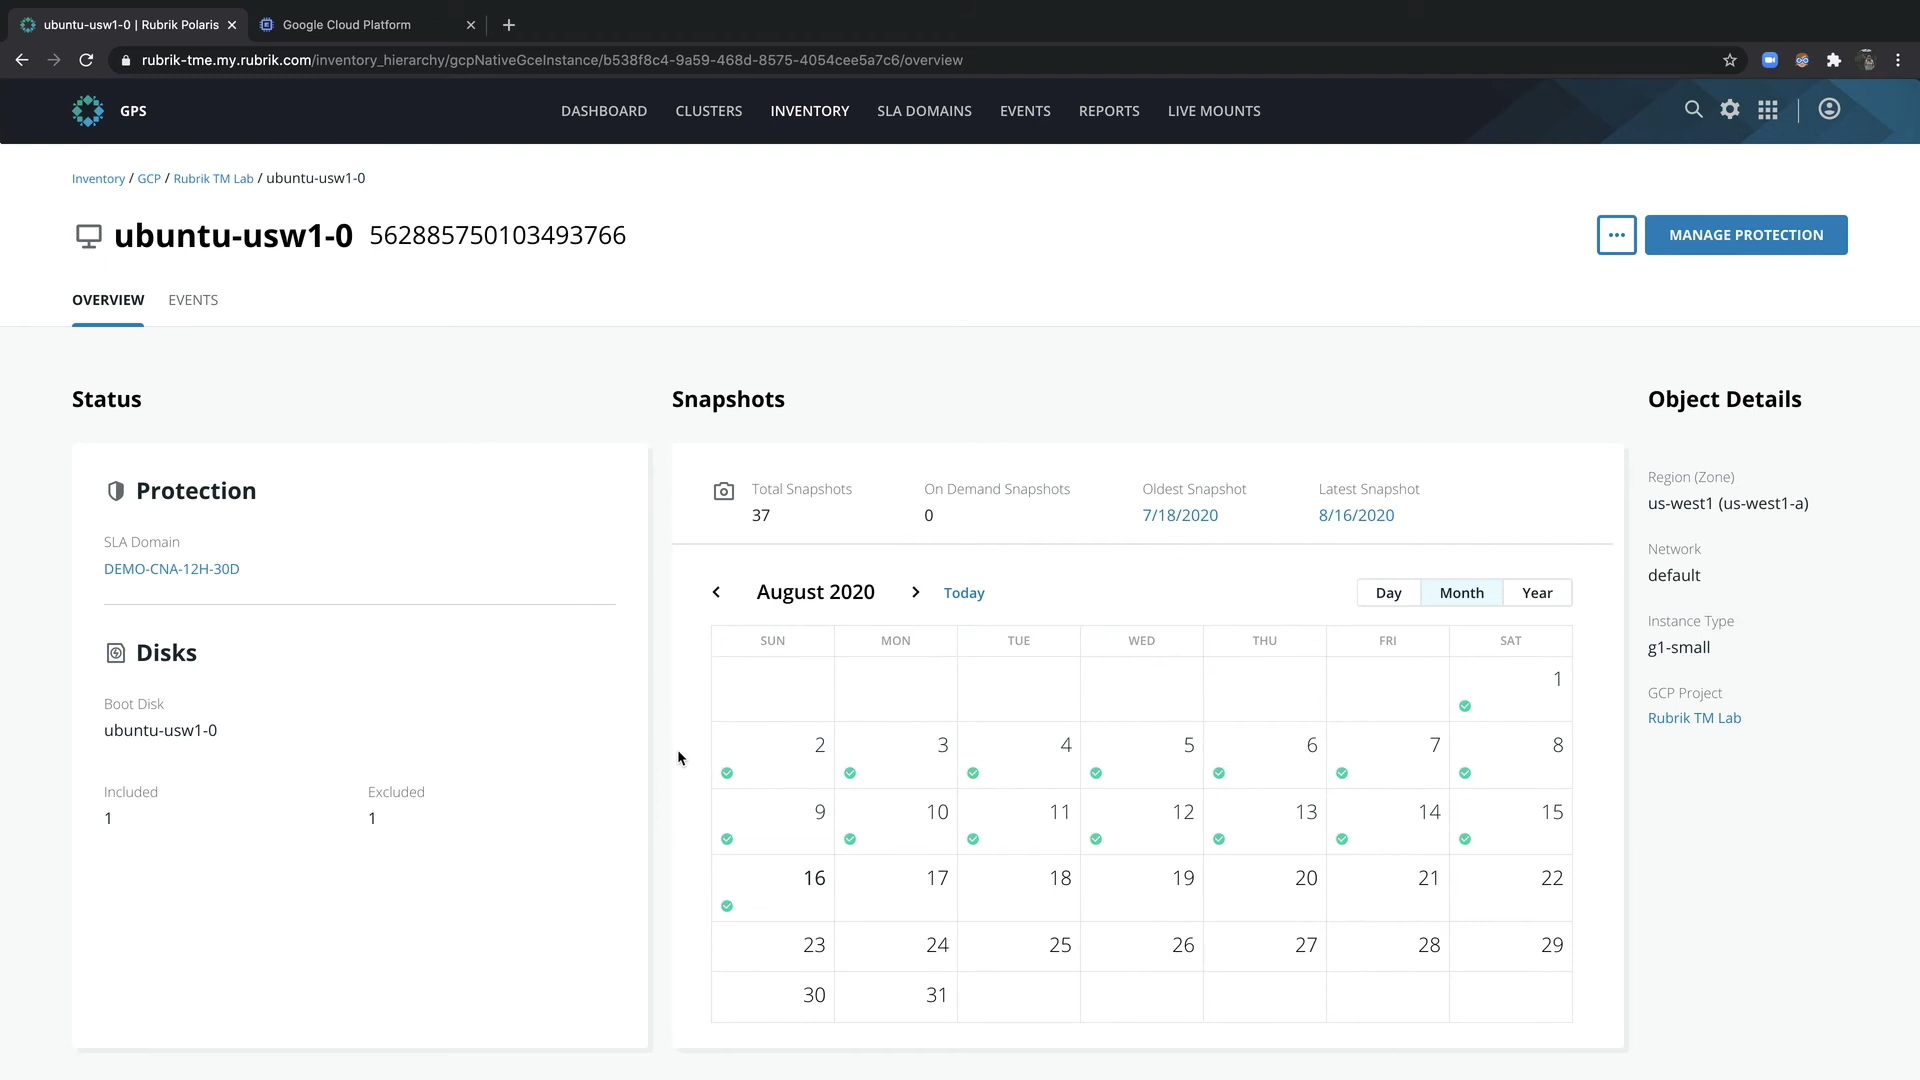 ubuntu-usw1-0 | Rubrik Polaris
Google Cloud Platform
rubrik-tme.my.rubrik.com/inventory_hierarchy/gcpNativeGceInstance/b538f8c4-9a59-468d-8575-4054cee5a7c6/overview
GPS DASHBOARD CLUSTERS INVENTORY SLA DOMAINS EVENTS REPORTS LIVE MOUNTS
Inventory / GCP / Rubrik TM Lab / ubuntu-usw1-0
ubuntu-usw1-0 562885750103493766
... MANAGE PROTECTION
OVERVIEW EVENTS
Status
Protection
SLA Domain
DEMO-CNA-12H-30D
Disks
Boot Disk
ubuntu-usw1-0
Included Excluded
1 1
Snapshots
Total Snapshots On Demand Snapshots Oldest Snapshot Latest Snapshot
37 0 7/18/2020 8/16/2020
August 2020 Today Day Month Year
SUN MON TUE WED THU FRI SAT
1
2 3 4 5 6 7 8
9 10 11 12 13 14 15
16 17 18 19 20 21 22
23 24 25 26 27 28 29
30 31
Object Details
Region (Zone)
us-west1 (us-west1-a)
Network
default
Instance Type
g1-small
GCP Project
Rubrik TM Lab